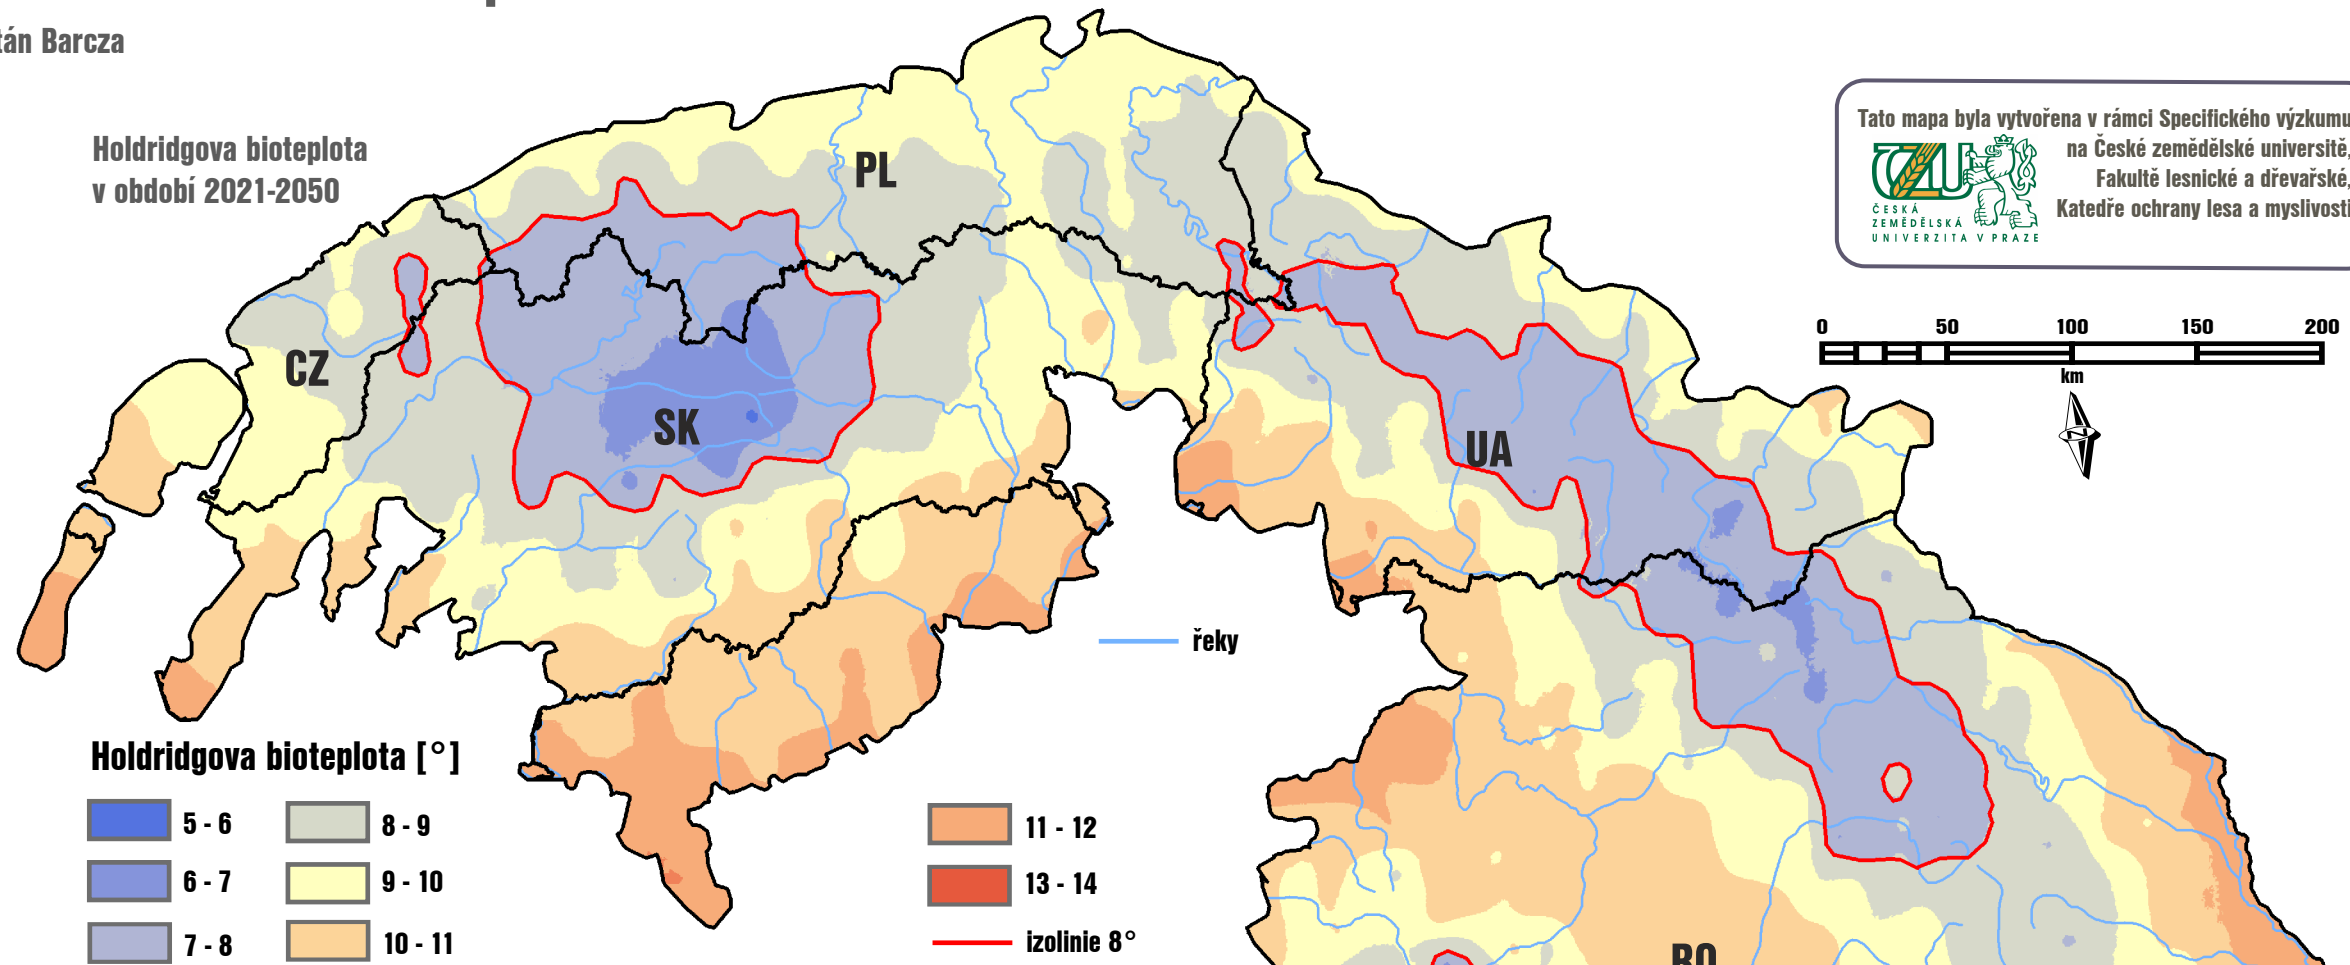 tán Barcza
Holdridgova bioteplota
v období 2021-2050
Tato mapa byla vytvořena v rámci Specifického výzkumu
na České zemědělské universitě,
Fakultě lesnické a dřevařské,
Katedře ochrany lesa a myslivosti
ČZU
ČESKÁ
ZEMĚDĚLSKÁ
UNIVERZITA V PRAZE
PL
CZ
SK
UA
RO
0 50 100 150 200
km
N
řeky
Holdridgova bioteplota [°]
5 - 6
6 - 7
7 - 8
8 - 9
9 - 10
10 - 11
11 - 12
13 - 14
izolinie 8°